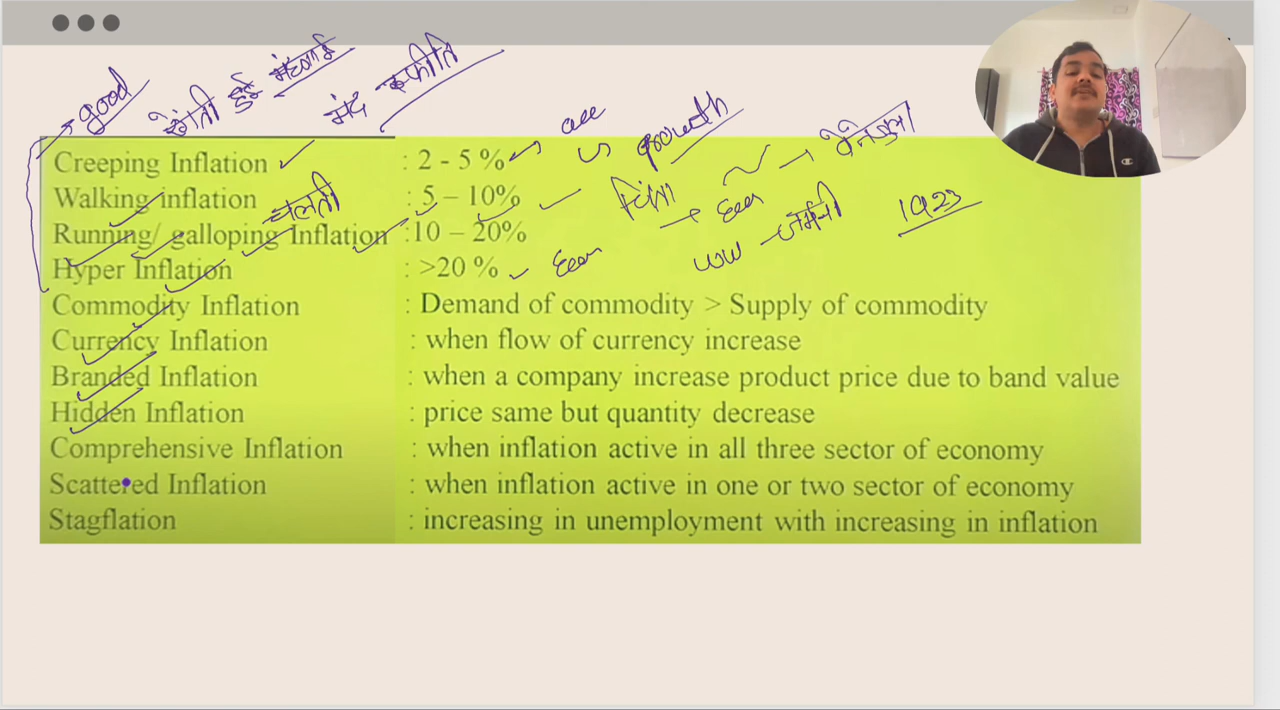 good
रेंगती हुई मंहगाई
मंद स्फीति
growth
Creeping Inflation : 2 - 5 %
Walking inflation : 5 – 10%
चलती
चिंता
Running/ galloping Inflation :10 – 20%
Hyper Inflation : >20 %
WW – जर्मनी 1923
Commodity Inflation : Demand of commodity > Supply of commodity
Currency Inflation : when flow of currency increase
Branded Inflation : when a company increase product price due to band value
Hidden Inflation : price same but quantity decrease
Comprehensive Inflation : when inflation active in all three sector of economy
Scattered Inflation : when inflation active in one or two sector of economy
Stagflation : increasing in unemployment with increasing in inflation